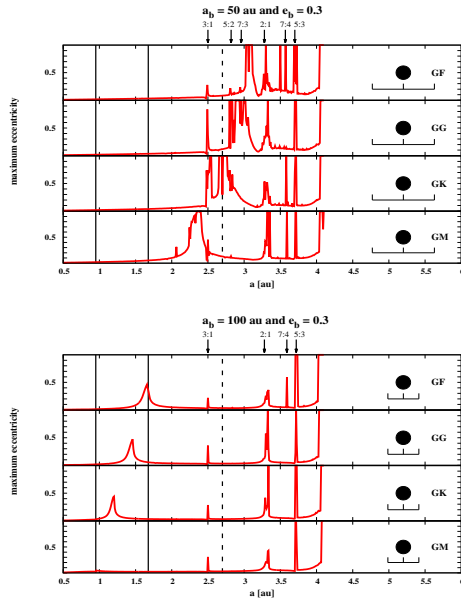 a_b = 50 au and e_b = 0.3
3:1 5:2 7:3 2:1 7:4 5:3
maximum eccentricity
0.5 GF
0.5 GG
0.5 GK
0.5 GM
0.5 1 1.5 2 2.5 3 3.5 4 4.5 5 5.5 6
a [au]
a_b = 100 au and e_b = 0.3
3:1 2:1 7:4 5:3
maximum eccentricity
0.5 GF
0.5 GG
0.5 GK
0.5 GM
0.5 1 1.5 2 2.5 3 3.5 4 4.5 5 5.5 6
a [au]